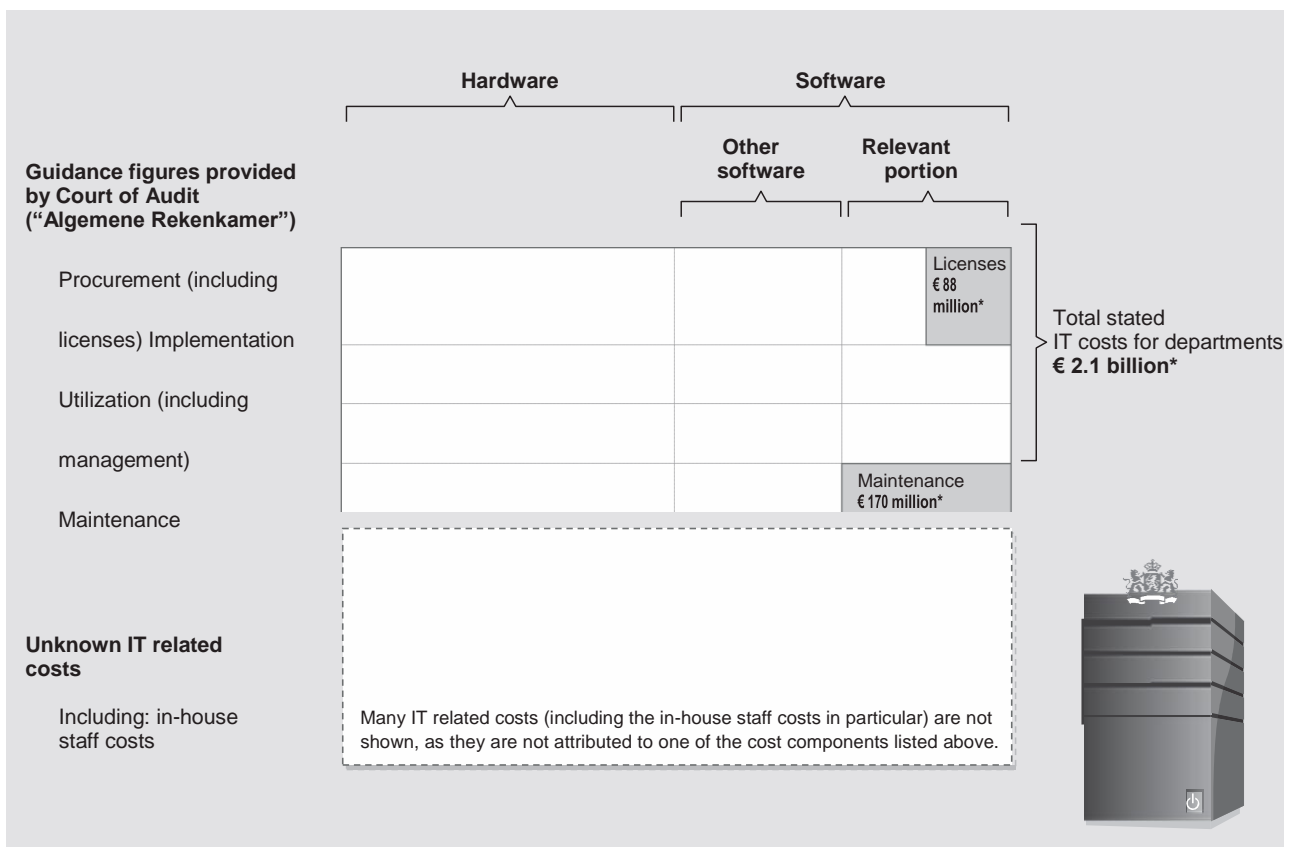 Hardware
Software
Other
software
Relevant
portion
Guidance figures provided
by Court of Audit
(“Algemene Rekenkamer”)
Procurement (including
licenses) Implementation
Utilization (including
management)
Maintenance
Licenses
€ 88
million*
Maintenance
€ 170 million*
Total stated
IT costs for departments
€ 2.1 billion*
Unknown IT related
costs
Including: in-house
staff costs
Many IT related costs (including the in-house staff costs in particular) are not
shown, as they are not attributed to one of the cost components listed above.